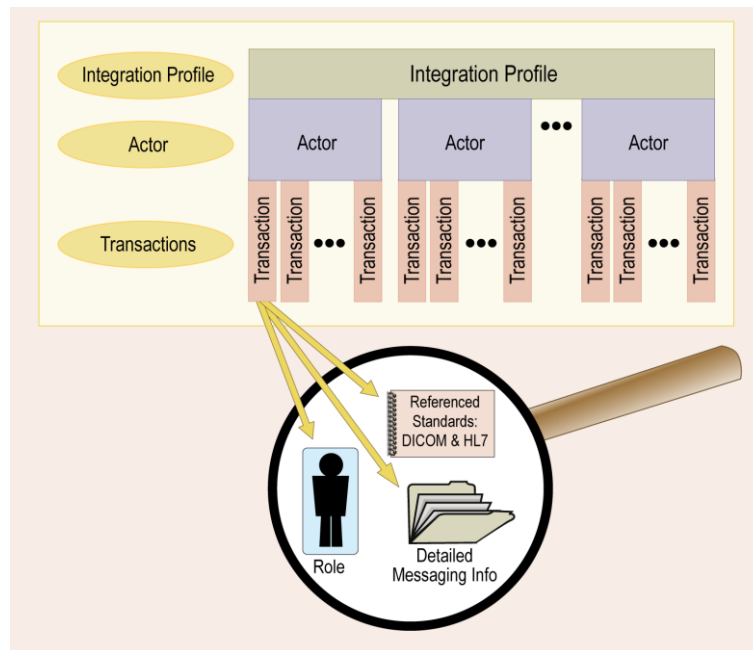 Integration Profile
Integration Profile
Actor
Actor
Actor
Actor
Transactions
Transaction
Transaction
Transaction
Transaction
Transaction
Transaction
Transaction
Transaction
Transaction
Referenced
Standards:
DICOM & HL7
Role
Detailed
Messaging Info